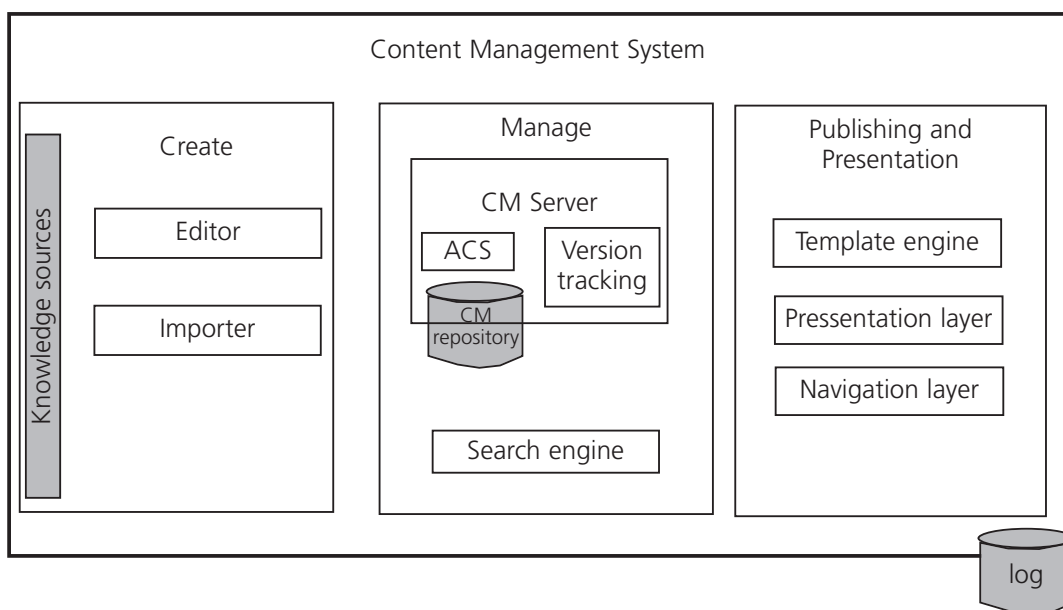 Content Management System
Create
Knowledge sources
Editor
Importer
Manage
CM Server
ACS
Version
tracking
CM
repository
Search engine
Publishing and
Presentation
Template engine
Pressentation layer
Navigation layer
log